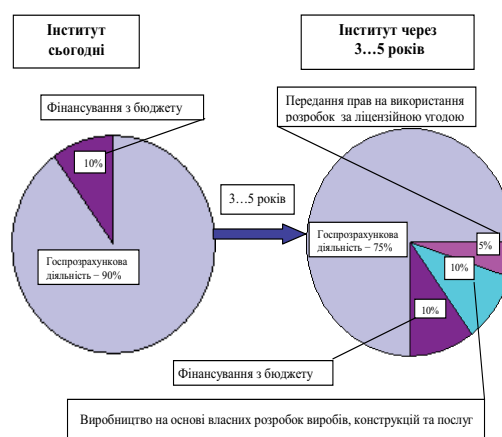 Інститут
сьогодні
Інститут через
3…5 років
Фінансування з бюджету
Передання прав на використання
розробок за ліцензійною угодою
10%
3…5 років
Госпрозрахункова
діяльність – 90%
Госпрозрахункова
діяльність – 75%
5%
10%
10%
Фінансування з бюджету
Виробництво на основі власних розробок виробів, конструкцій та послуг